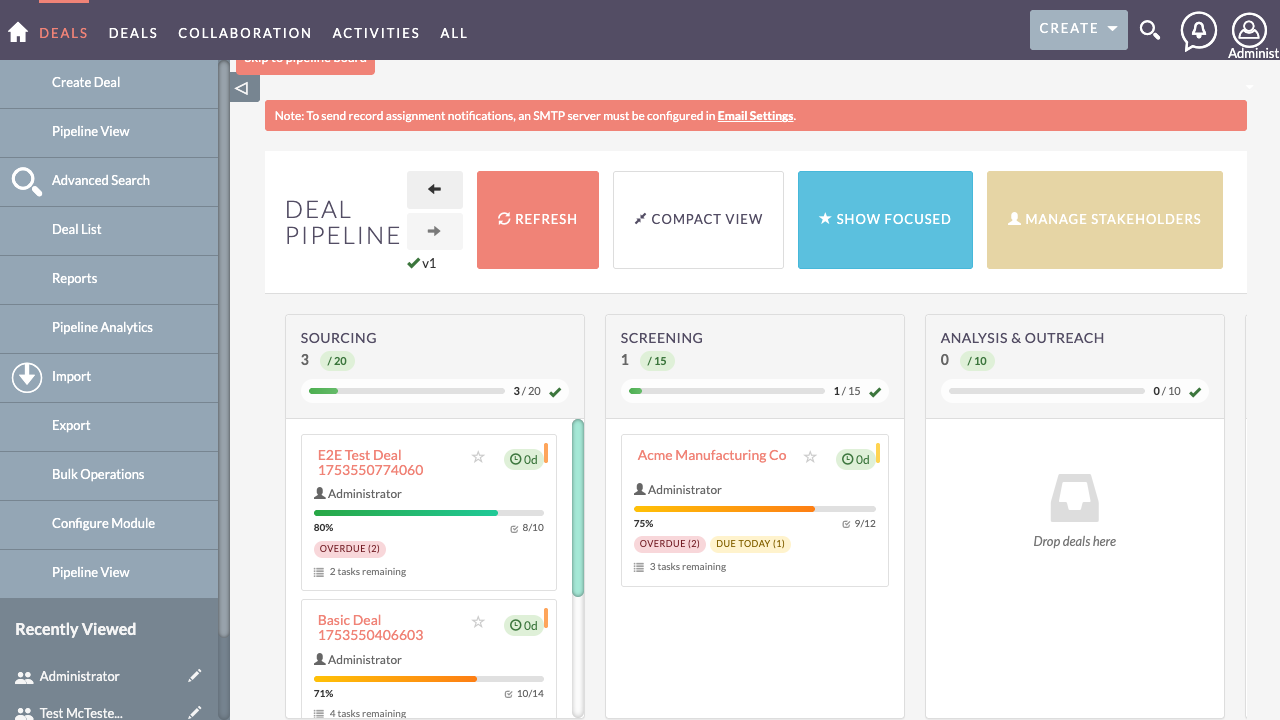 DEALS DEALS COLLABORATION ACTIVITIES ALL CREATE
Administ
Create Deal
Pipeline View
Advanced Search
Deal List
Reports
Pipeline Analytics
Import
Export
Bulk Operations
Configure Module
Pipeline View
Recently Viewed
Administrator
Test McTeste...
Skip to pipeline board
Note: To send record assignment notifications, an SMTP server must be configured in Email Settings.
DEAL
PIPELINE
v1
REFRESH
COMPACT VIEW
SHOW FOCUSED
MANAGE STAKEHOLDERS
SOURCING
3 / 20
3 / 20
E2E Test Deal
1753550774060
0d
Administrator
80% 8/10
OVERDUE (2)
2 tasks remaining
Basic Deal
1753550406603
0d
Administrator
71% 10/14
4 tasks remaining
SCREENING
1 / 15
1 / 15
Acme Manufacturing Co
0d
Administrator
75% 9/12
OVERDUE (2) DUE TODAY (1)
3 tasks remaining
ANALYSIS & OUTREACH
0 / 10
0 / 10
Drop deals here